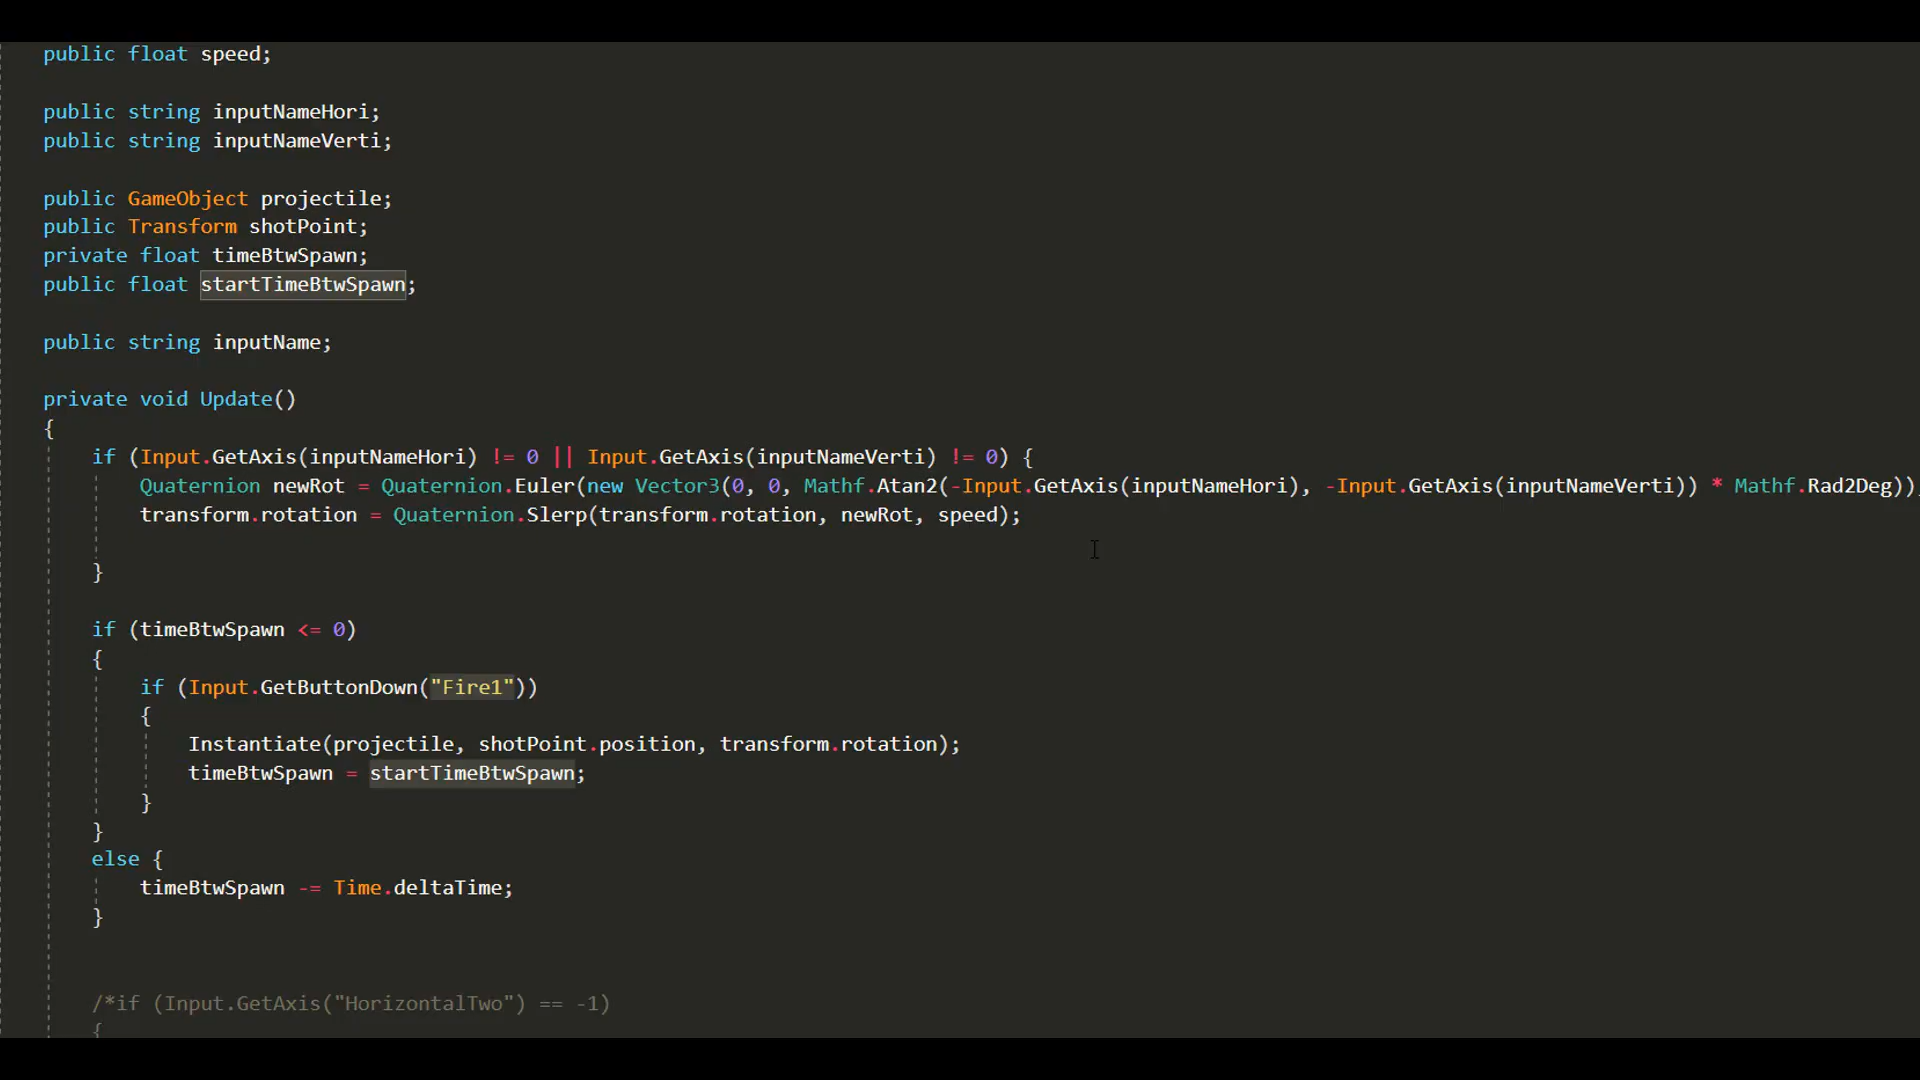 public float speed;
public string inputNameHori;
public string inputNameVerti;
public GameObject projectile;
public Transform shotPoint;
private float timeBtwSpawn;
public float startTimeBtwSpawn;
public string inputName;
private void Update()
{
if (Input.GetAxis(inputNameHori) != 0 || Input.GetAxis(inputNameVerti) != 0) {
Quaternion newRot = Quaternion.Euler(new Vector3(0, 0, Mathf.Atan2(-Input.GetAxis(inputNameHori), -Input.GetAxis(inputNameVerti)) * Mathf.Rad2Deg))
transform.rotation = Quaternion.Slerp(transform.rotation, newRot, speed);
}
if (timeBtwSpawn <= 0)
{
if (Input.GetButtonDown("Fire1"))
{
Instantiate(projectile, shotPoint.position, transform.rotation);
timeBtwSpawn = startTimeBtwSpawn;
}
}
else {
timeBtwSpawn -= Time.deltaTime;
}
/*if (Input.GetAxis("HorizontalTwo") == -1)
{